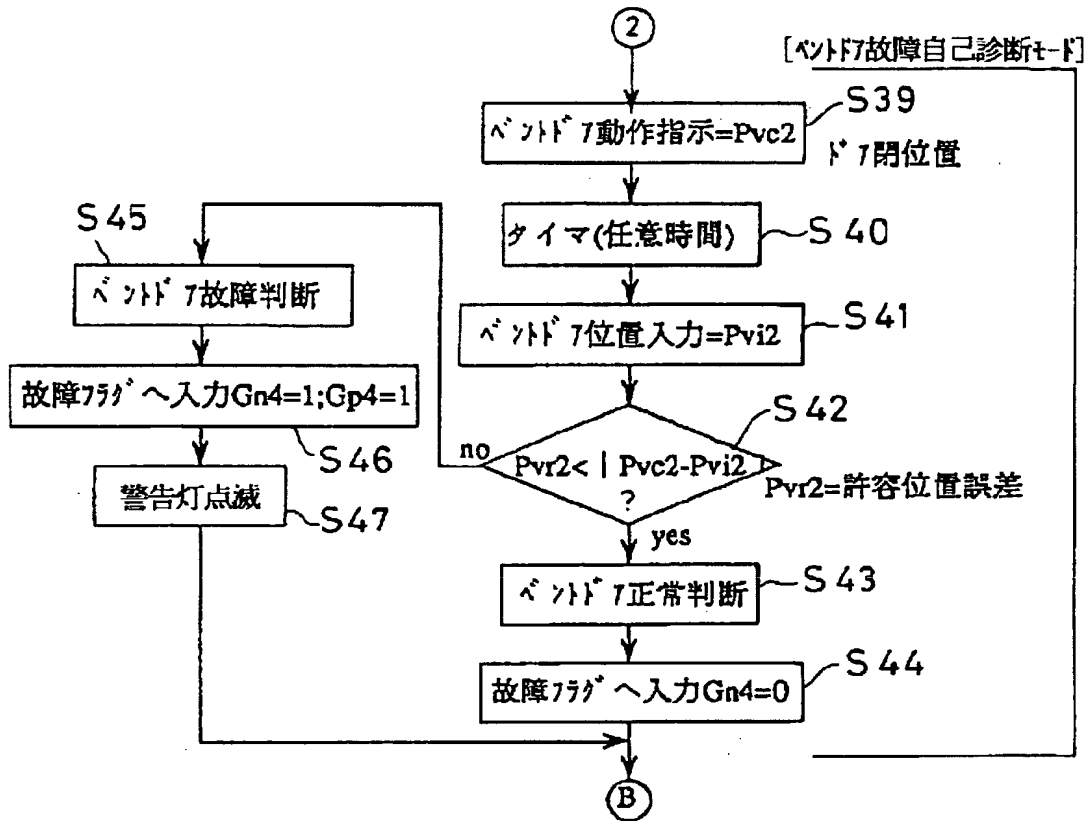 2
[ベントドア故障自己診断モード]
S39
ベントドア動作指示=Pvc2
ドア閉位置
タイマ(任意時間)
S40
ベントドア位置入力=Pvi2
S41
S42
no
Pvr2<|Pvc2-Pvi2|
?
Pvr2=許容位置誤差
yes
ベントドア正常判断
S43
故障フラグへ入力Gn4=0
S44
S45
ベントドア故障判断
故障フラグへ入力Gn4=1;Gp4=1
S46
警告灯点滅
S47
B